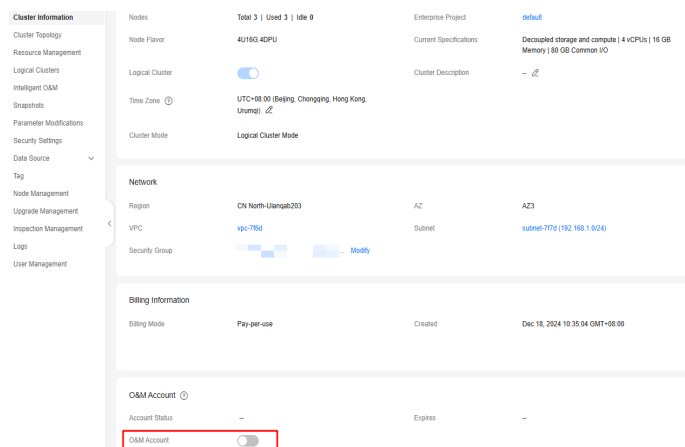 Cluster Information
Cluster Topology
Resource Management
Logical Clusters
Intelligent O&M
Snapshots
Parameter Modifications
Security Settings
Data Source
Tag
Node Management
Upgrade Management
Inspection Management
Logs
User Management
Nodes Total 3 | Used 3 | Idle 0 Enterprise Project default
Node Flavor 4U16G.4DPU Current Specifications Decoupled storage and compute | 4 vCPUs | 16 GB
Memory | 80 GB Common I/O
Logical Cluster Cluster Description --
Time Zone UTC+08:00 (Beijing, Chongqing, Hong Kong,
Urumqi)
Cluster Mode Logical Cluster Mode
Network
Region CN North-Ulanqab203 AZ AZ3
VPC vpc-7f6d Subnet subnet-7f7d (192.168.1.0/24)
Security Group Modify
Billing Information
Billing Mode Pay-per-use Created Dec 18, 2024 10:35:04 GMT+08:00
O&M Account
Account Status -- Expires --
O&M Account